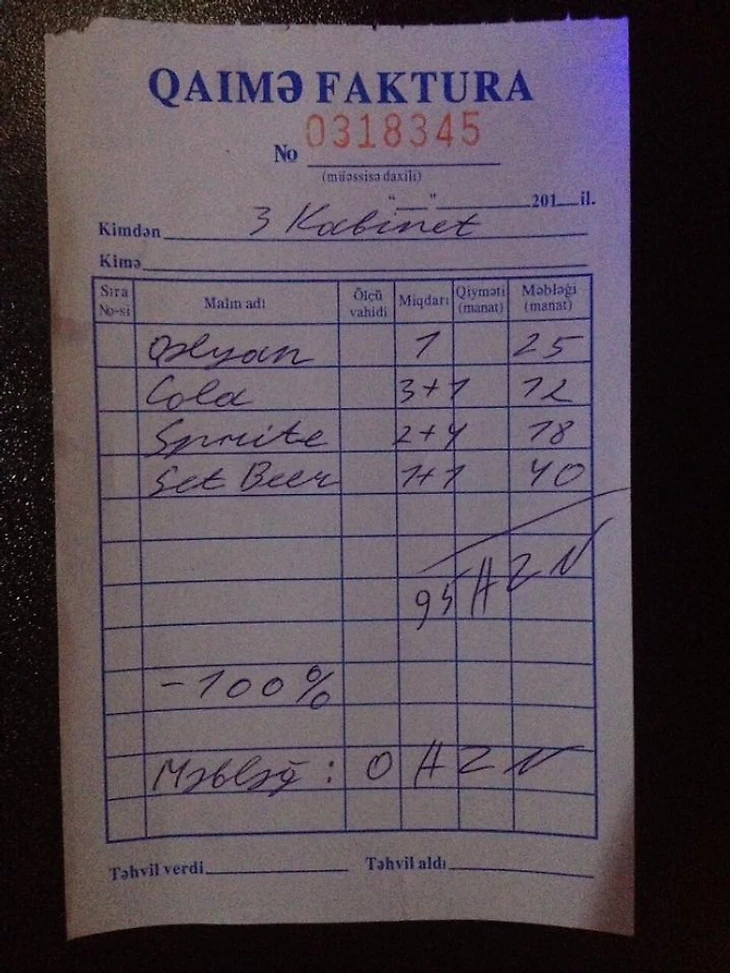 QAIMƏ FAKTURA
№ 0318345
(müəssisə daxili)
“___” ________ 201__ il.
Kimdən 3 Kabinet
Kimə
Sıra №-si Malın adı Ölçü vahidi Miqdarı Qiyməti (manat) Məbləği (manat)
Qəlyan 1 25
Cola 3+1 12
Sprite 2+4 18
Set Beer 1+1 40
95 AZN
-100%
Məbləğ: 0 AZN
Təhvil verdi Təhvil aldı